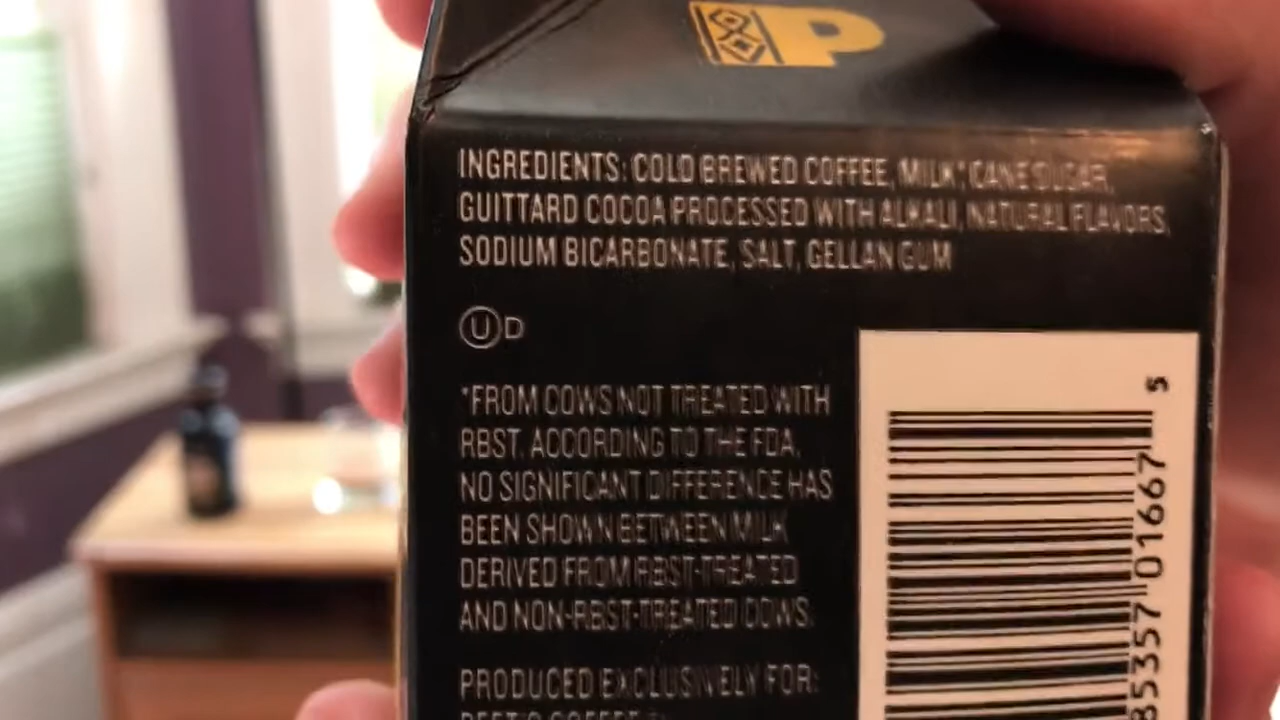 P
INGREDIENTS: COLD BREWED COFFEE, MILK*, CANE SUGAR,
GUITTARD COCOA PROCESSED WITH ALKALI, NATURAL FLAVORS,
SODIUM BICARBONATE, SALT, GELLAN GUM
U D
*FROM COWS NOT TREATED WITH
RBST. ACCORDING TO THE FDA,
NO SIGNIFICANT DIFFERENCE HAS
BEEN SHOWN BETWEEN MILK
DERIVED FROM RBST-TREATED
AND NON-RBST-TREATED COWS.
PRODUCED EXCLUSIVELY FOR:
PEET'S COFFEE
85357 01667 5